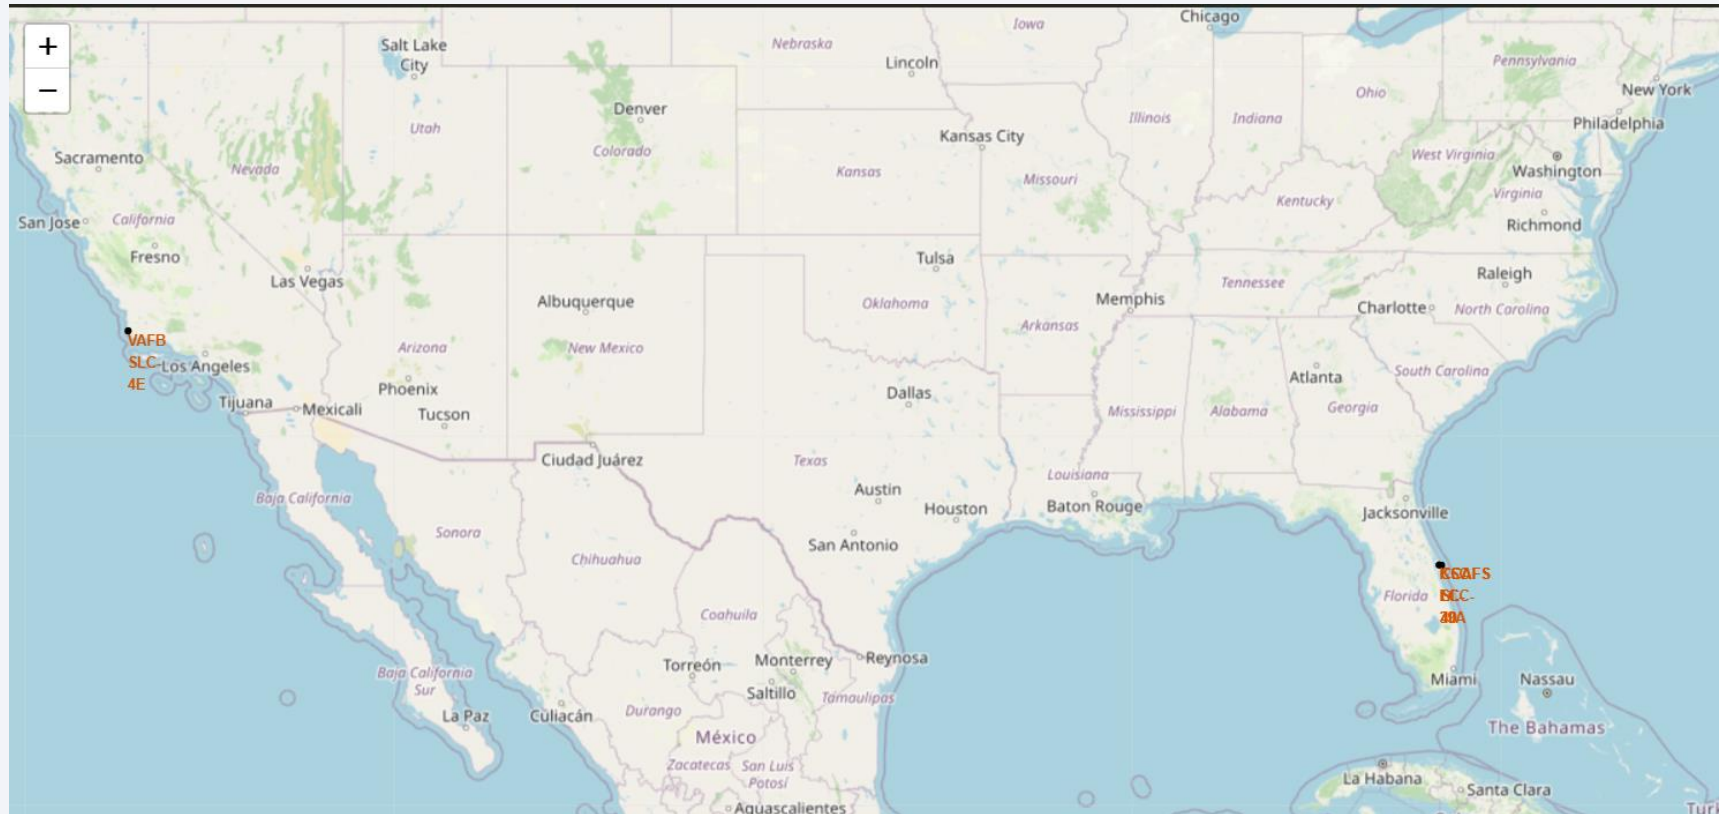 +
−
Chicago
Iowa
Salt Lake
City
Nebraska
Lincoln
Pennsylvania
New York
Ohio
Denver
Utah
Colorado
Illinois
Indiana
Philadelphia
Kansas City
Sacramento
Nevada
Kansas
Missouri
West Virginia
Washington
Virginia
Kentucky
San Jose
California
Richmond
Fresno
Tulsa
Las Vegas
Raleigh
Tennessee
Albuquerque
Oklahoma
Memphis
Charlotte
North Carolina
Arkansas
VAFB
SLC-
4E
Los Angeles
Arizona
New Mexico
South Carolina
Atlanta
Phoenix
Dallas
Tijuana
Mexicali
Tucson
Mississippi
Alabama
Georgia
Ciudad Juárez
Texas
Louisiana
Baja California
Austin
Houston
Baton Rouge
Jacksonville
Sonora
San Antonio
Chihuahua
Florida
Coahuila
Torreón
Monterrey
Reynosa
Baja California
Sur
Saltillo
Tamaulipas
Miami
Nassau
La Paz
Culiacán
Durango
México
The Bahamas
Zacatecas
San Luis
Potosí
La Habana
Santa Clara
Aguascalientes